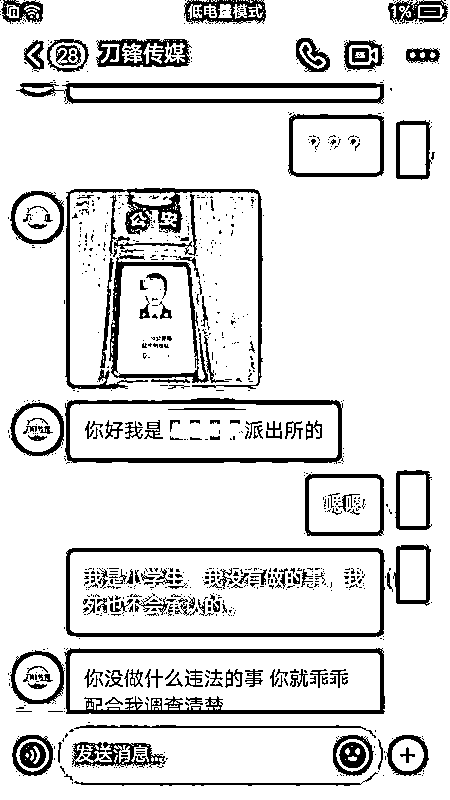 低电量模式
1%
28
刀锋传媒
???
公安
你好我是
派出所的
嗯嗯
我是小学生，我没有做的事，我
死也不会承认的。
你没做什么违法的事 你就乖乖
配合我调查清楚
发送消息...